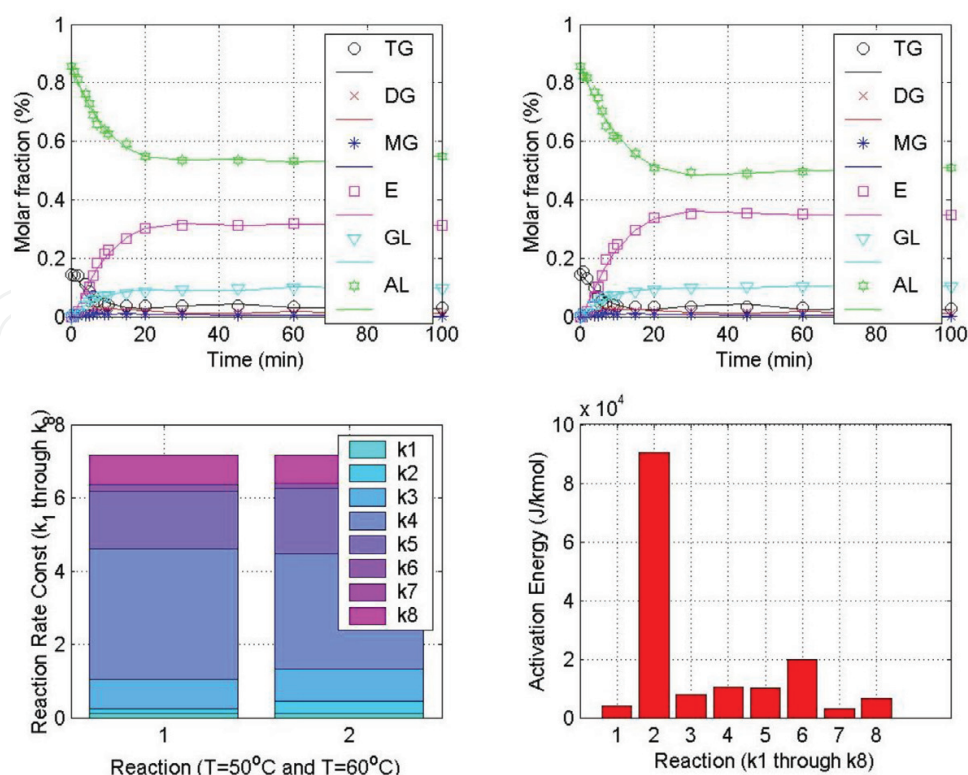 1
0.8
0.6
0.4
0.2
0
Molar fraction (%)
TG
DG
MG
E
GL
AL
0 20 40 60 80 100
Time (min)
1
0.8
0.6
0.4
0.2
0
Molar fraction (%)
TG
DG
MG
E
GL
AL
0 20 40 60 80 100
Time (min)
8
6
4
2
0
Reaction Rate Const (k1 through k8)
k1
k2
k3
k4
k5
k6
k7
k8
1 2
Reaction (T=50°C and T=60°C)
x 10^4
10
8
6
4
2
0
Activation Energy (J/kmol)
1 2 3 4 5 6 7 8
Reaction (k1 through k8)